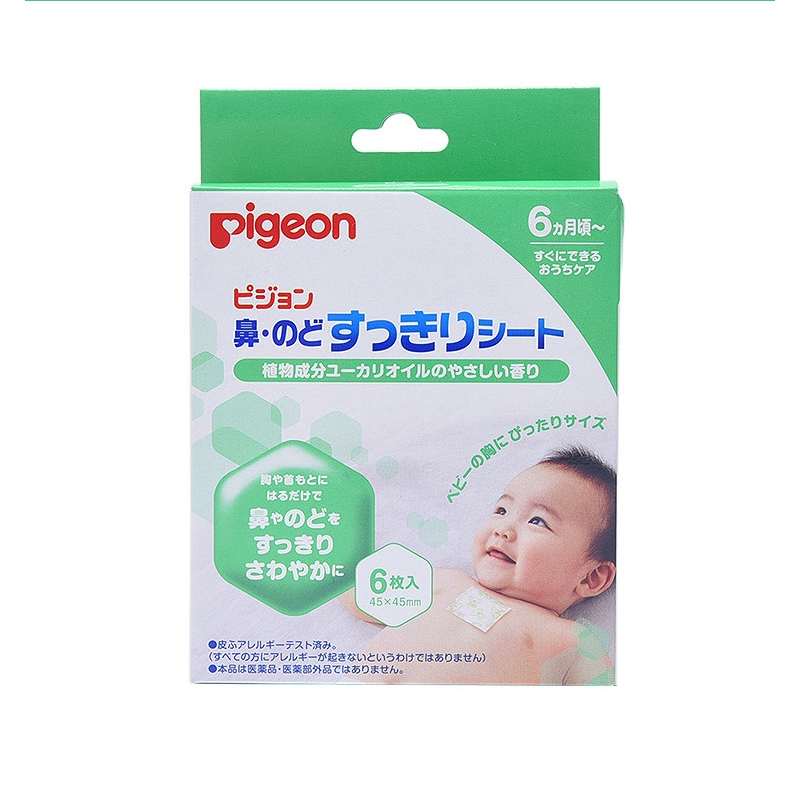 pigeon
6ヵ月頃～
すぐにできる
おうちケア
ピジョン
鼻・のどすっきりシート
植物成分ユーカリオイルのやさしい香り
ベビーの胸にぴったりサイズ
胸や首もとに
はるだけで
鼻やのどを
すっきり
さわやかに
6枚入
45×45mm
●皮ふアレルギーテスト済み。
(すべての方にアレルギーが起きないというわけではありません)
●本品は医薬品・医薬部外品ではありません。